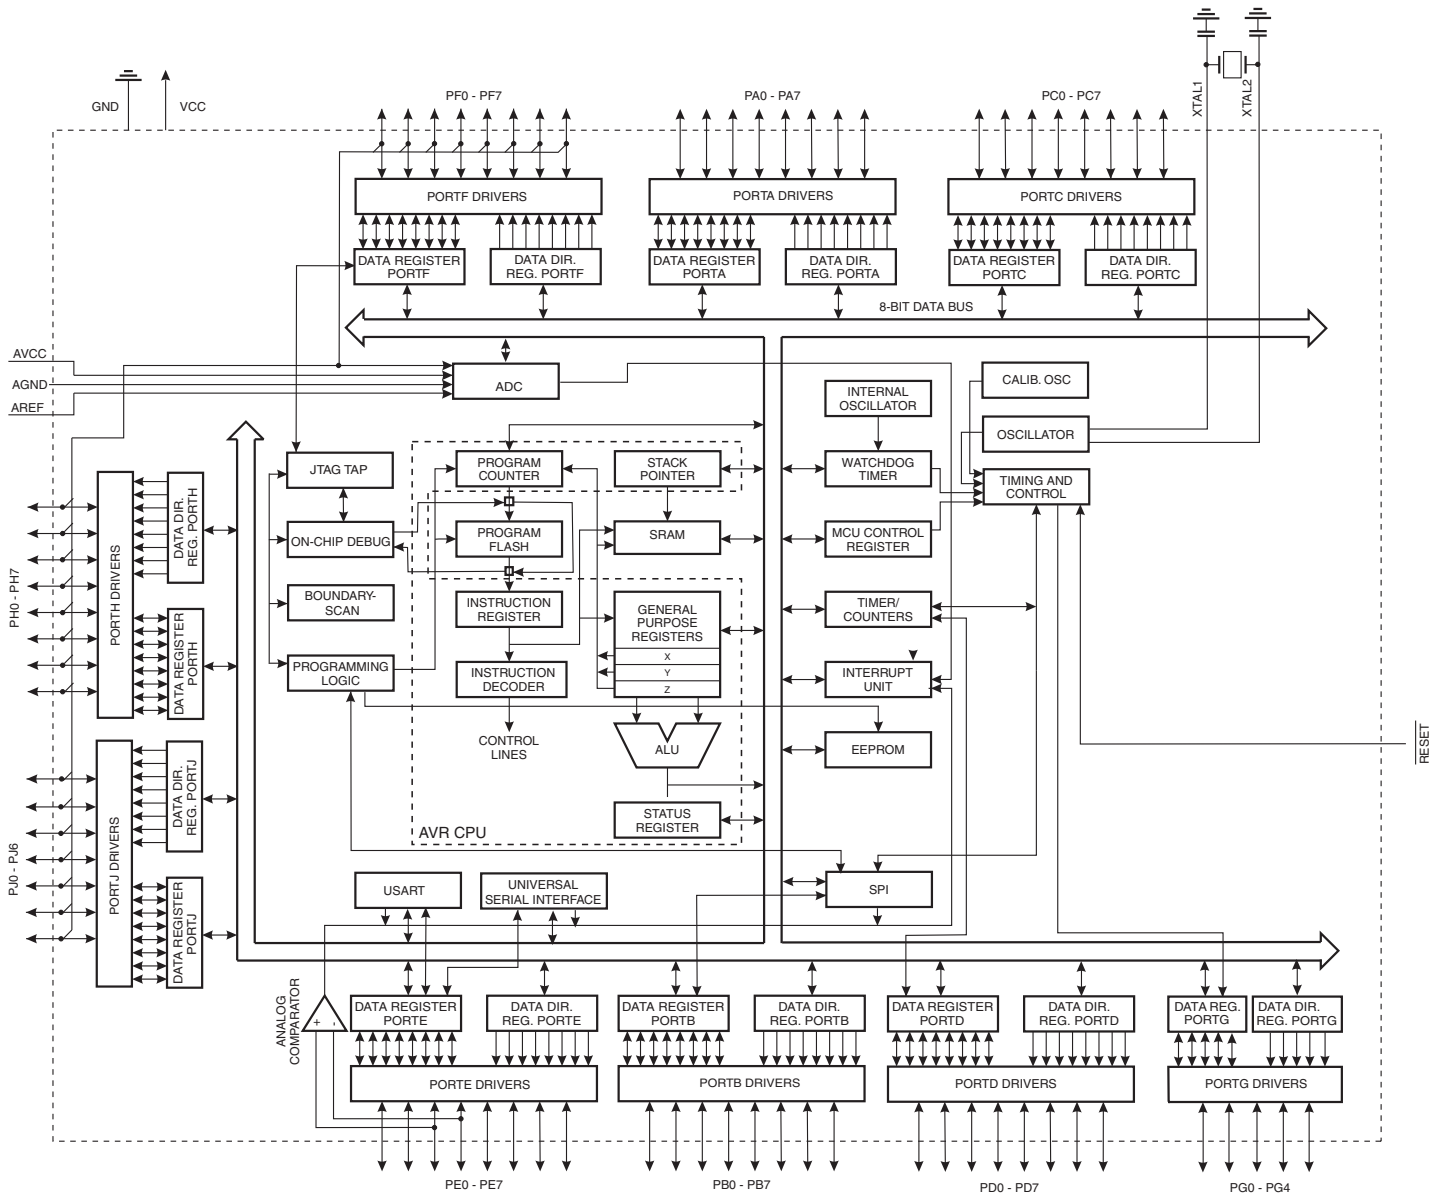 GND
VCC
XTAL1
XTAL2
PF0 - PF7
PA0 - PA7
PC0 - PC7
PORTF DRIVERS
PORTA DRIVERS
PORTC DRIVERS
DATA REGISTER
PORTF
DATA DIR.
REG. PORTF
DATA REGISTER
PORTA
DATA DIR.
REG. PORTA
DATA REGISTER
PORTC
DATA DIR.
REG. PORTC
8-BIT DATA BUS
AVCC
AGND
AREF
ADC
INTERNAL
OSCILLATOR
CALIB. OSC
OSCILLATOR
JTAG TAP
PROGRAM
COUNTER
STACK
POINTER
WATCHDOG
TIMER
TIMING AND
CONTROL
ON-CHIP DEBUG
PROGRAM
FLASH
SRAM
MCU CONTROL
REGISTER
BOUNDARY-
SCAN
INSTRUCTION
REGISTER
GENERAL
PURPOSE
REGISTERS
X
Y
Z
TIMER/
COUNTERS
PROGRAMMING
LOGIC
INSTRUCTION
DECODER
INTERRUPT
UNIT
CONTROL
LINES
ALU
EEPROM
RESET
STATUS
REGISTER
AVR CPU
PH0 - PH7
PORTH DRIVERS
DATA DIR.
REG. PORTH
DATA REGISTER
PORTH
PJ0 - PJ6
PORTJ DRIVERS
DATA DIR.
REG. PORTJ
DATA REGISTER
PORTJ
USART
UNIVERSAL
SERIAL INTERFACE
SPI
ANALOG
COMPARATOR
+
-
DATA REGISTER
PORTE
DATA DIR.
REG. PORTE
DATA REGISTER
PORTB
DATA DIR.
REG. PORTB
DATA REGISTER
PORTD
DATA DIR.
REG. PORTD
DATA REG.
PORTG
DATA DIR.
REG. PORTG
PORTE DRIVERS
PORTB DRIVERS
PORTD DRIVERS
PORTG DRIVERS
PE0 - PE7
PB0 - PB7
PD0 - PD7
PG0 - PG4